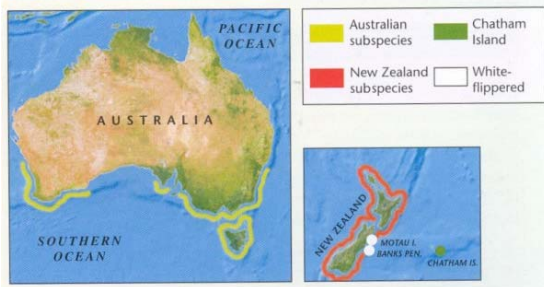 PACIFIC
OCEAN
AUSTRALIA
SOUTHERN
OCEAN
Australian
subspecies
Chatham
Island
New Zealand
subspecies
White-
flippered
NEW ZEALAND
MOTAU I.
BANKS PEN.
CHATHAM IS.